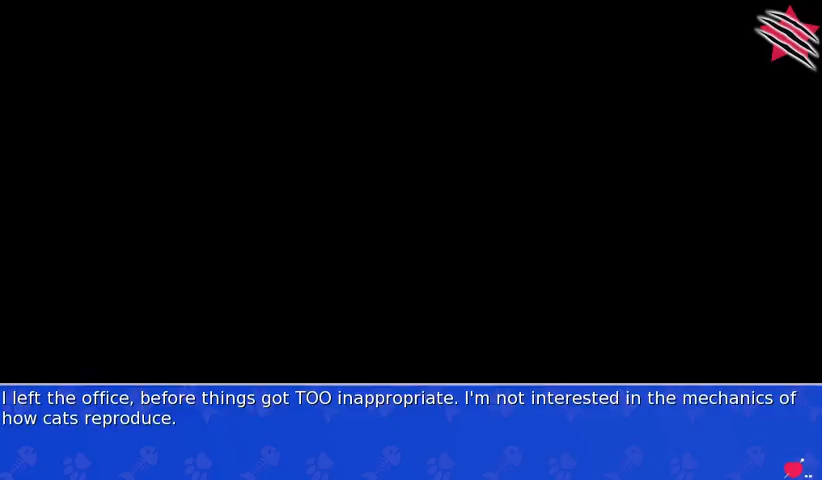 I left the office, before things got TOO inappropriate. I'm not interested in the mechanics of
how cats reproduce.